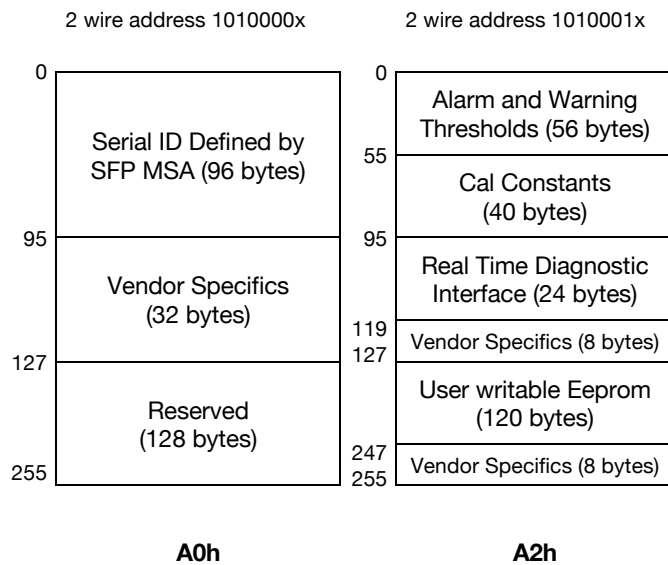 2 wire address 1010000x
0
Serial ID Defined by
SFP MSA (96 bytes)
95
Vendor Specifics
(32 bytes)
127
Reserved
(128 bytes)
255
A0h
2 wire address 1010001x
0
Alarm and Warning
Thresholds (56 bytes)
55
Cal Constants
(40 bytes)
95
Real Time Diagnostic
Interface (24 bytes)
119
Vendor Specifics (8 bytes)
127
User writable Eeprom
(120 bytes)
247
Vendor Specifics (8 bytes)
255
A2h